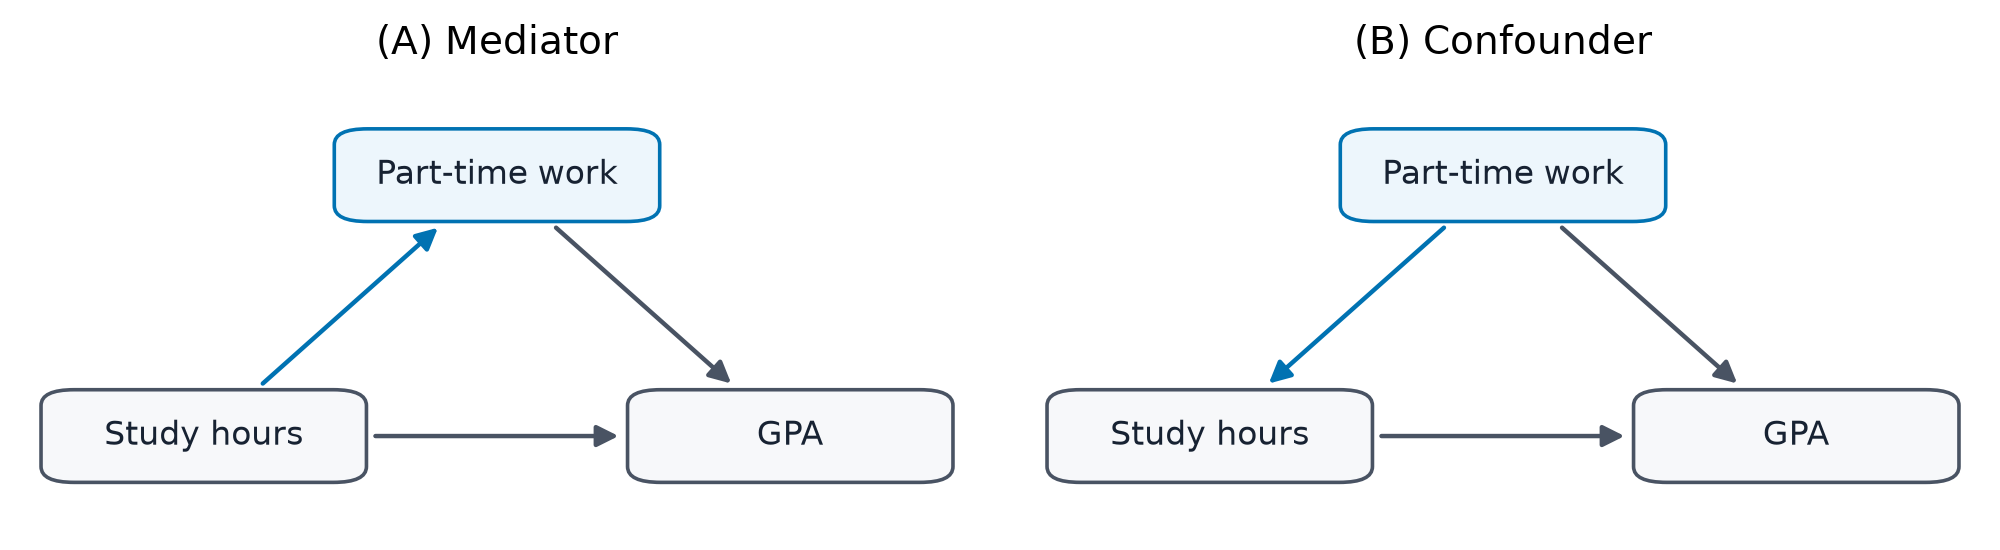 (A) Mediator
Part-time work
Study hours
GPA
(B) Confounder
Part-time work
Study hours
GPA